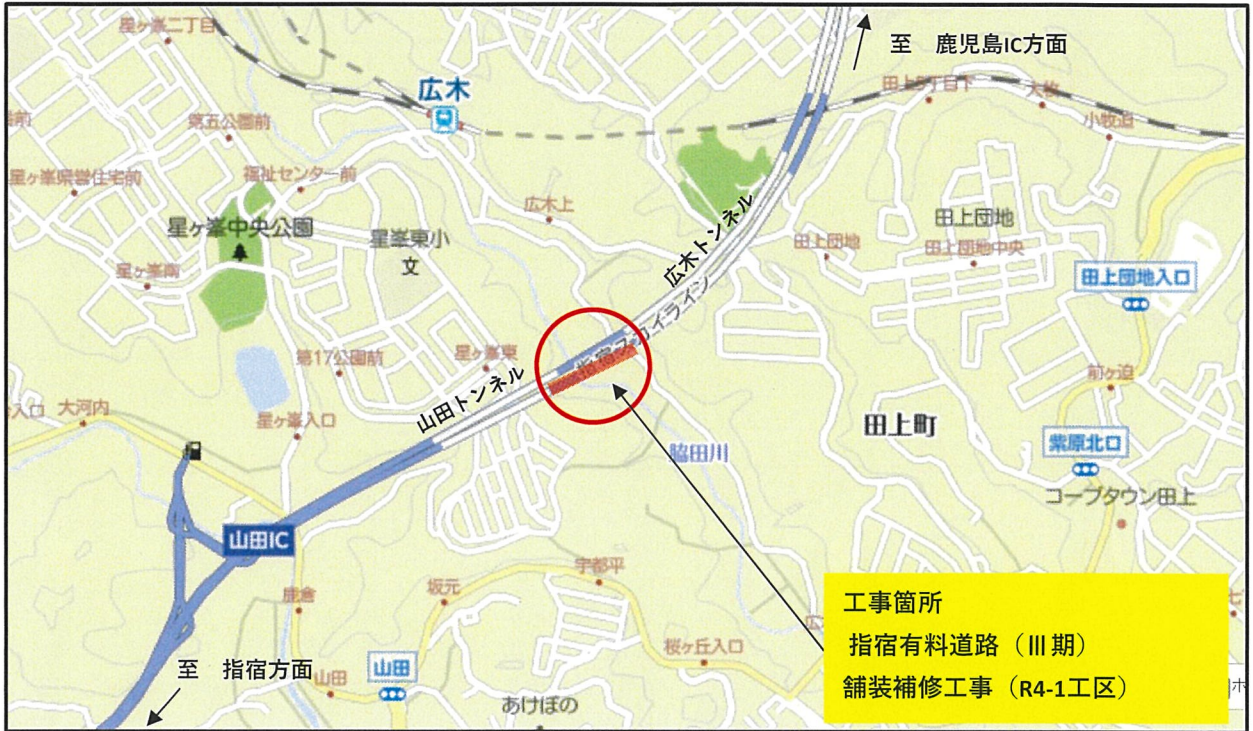 星ヶ峯二丁目
至 鹿児島IC方面
広木
田上5丁目下
大牧
小牧迫
第五公園前
星ヶ峯県営住宅前
福祉センター前
星ヶ峯中央公園
星峯東小
文
広木上
広木トンネル
田上団地
田上団地
田上団地中央
田上団地入口
星ヶ峯南
指宿スカイライン
第17公園前
星ヶ峯東
山田トンネル
前ヶ迫
大河内
星ヶ峯入口
田上町
紫原北口
脇田川
コープタウン田上
山田IC
宇都平
坂元
鹿倉
桜ヶ丘入口
至 指宿方面
山田
山田
あけぼの
工事箇所
指宿有料道路（Ⅲ期）
舗装補修工事（R4-1工区）